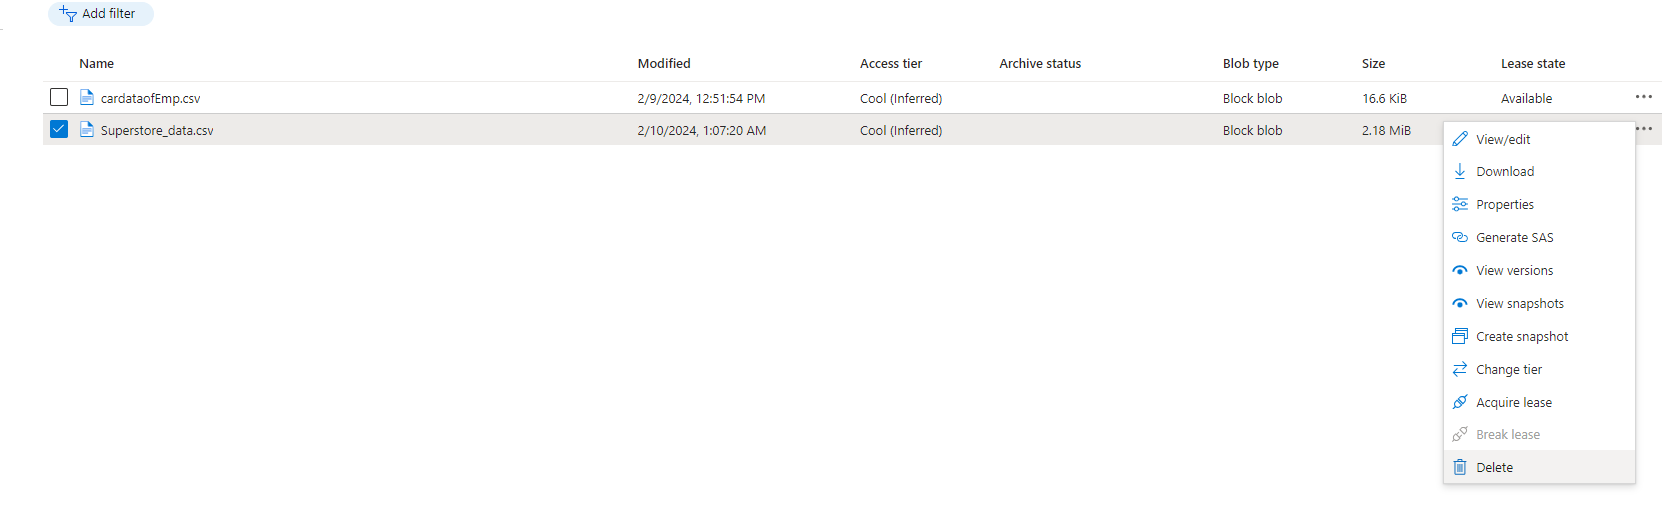 Add filter
Name Modified Access tier Archive status Blob type Size Lease state
cardataofEmp.csv 2/9/2024, 12:51:54 PM Cool (Inferred) Block blob 16.6 KiB Available
Superstore_data.csv 2/10/2024, 1:07:20 AM Cool (Inferred) Block blob 2.18 MiB
View/edit
Download
Properties
Generate SAS
View versions
View snapshots
Create snapshot
Change tier
Acquire lease
Break lease
Delete